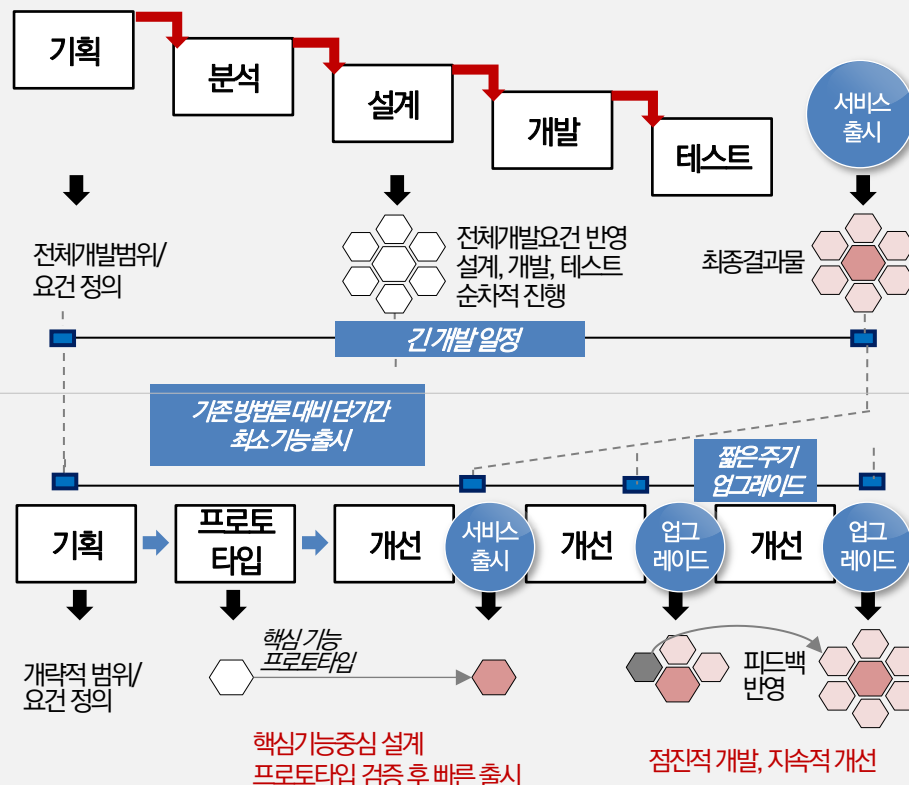 기획
분석
설계
개발
테스트
서비스
출시
전체개발범위/
요건 정의
전체개발요건 반영
설계, 개발, 테스트
순차적 진행
최종결과물
긴 개발 일정
기존 방법론 대비 단기간
최소 기능 출시
짧은 주기
업그레이드
기획
프로토
타입
개선
서비스
출시
개선
업그
레이드
개선
업그
레이드
개략적 범위/
요건 정의
핵심 기능
프로토타입
피드백
반영
핵심기능중심 설계
프로토타입 검증 후 빠른 출시
점진적 개발, 지속적 개선